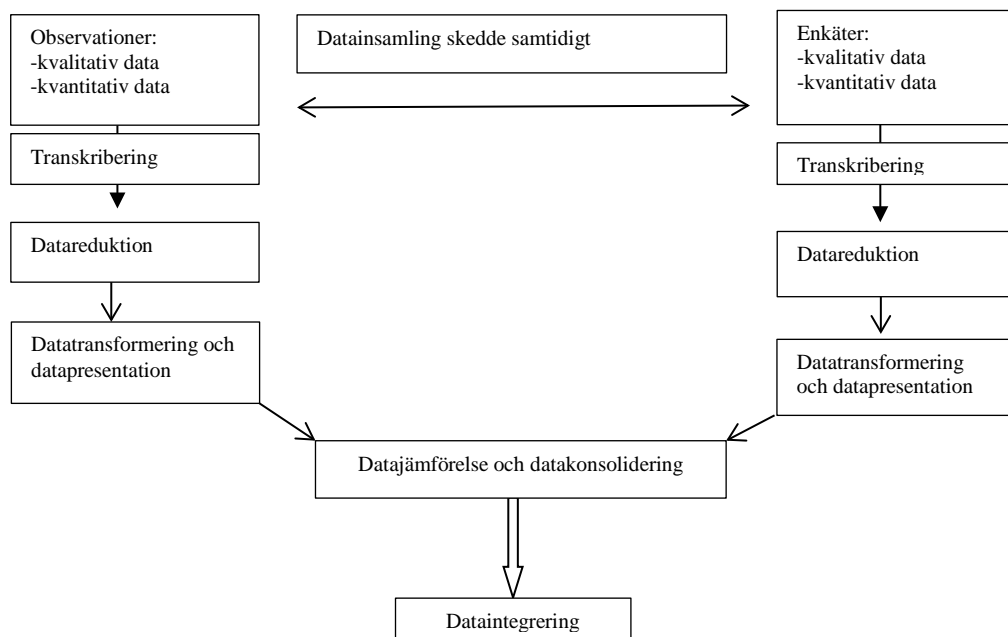 Observationer:
-kvalitativ data
-kvantitativ data
Datainsamling skedde samtidigt
Enkäter:
-kvalitativ data
-kvantitativ data
Transkribering
Transkribering
Datareduktion
Datareduktion
Datatransformering och
datapresentation
Datatransformering
och datapresentation
Datajämförelse och datakonsolidering
Dataintegrering